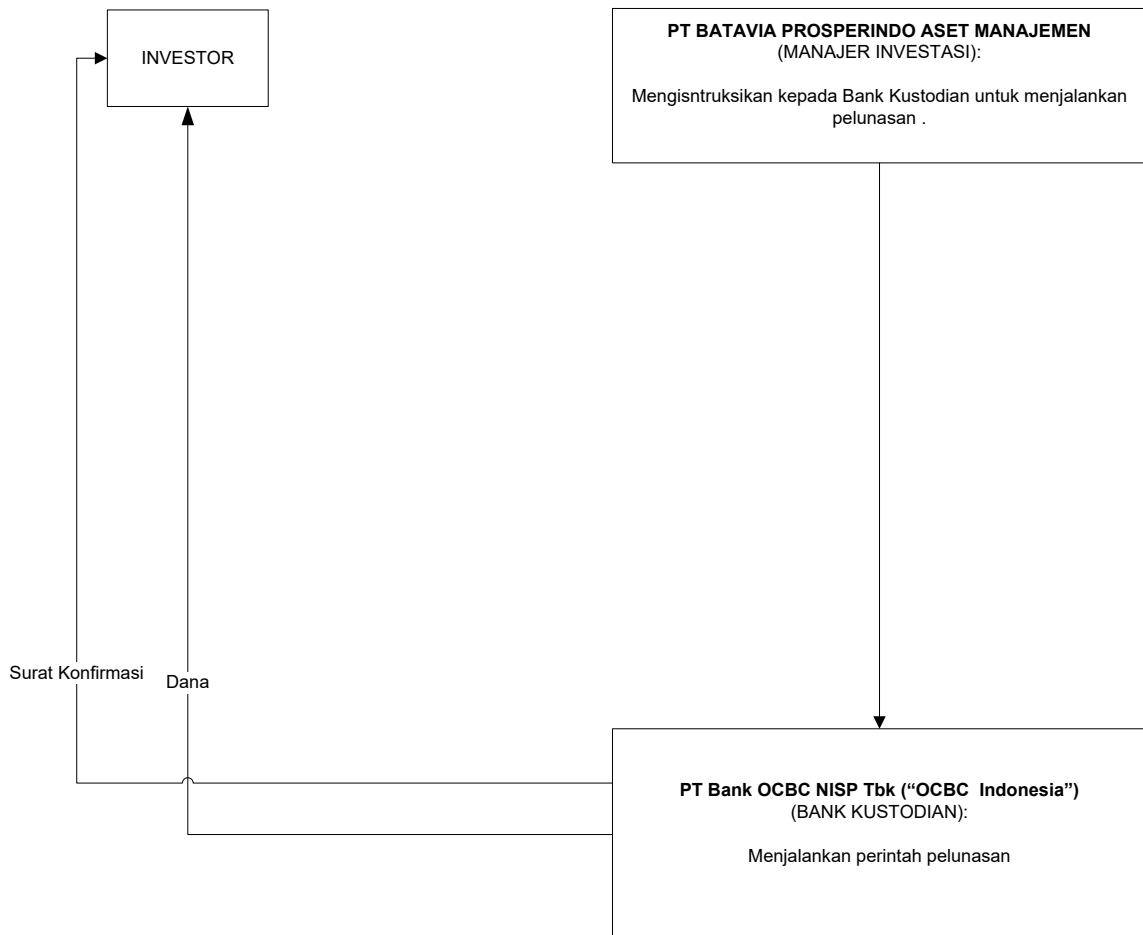 INVESTOR
PT BATAVIA PROSPERINDO ASET MANAJEMEN
(MANAJER INVESTASI):
Mengisntruksikan kepada Bank Kustodian untuk menjalankan
pelunasan .
Surat Konfirmasi
Dana
PT Bank OCBC NISP Tbk (“OCBC  Indonesia”)
(BANK KUSTODIAN):
Menjalankan perintah pelunasan